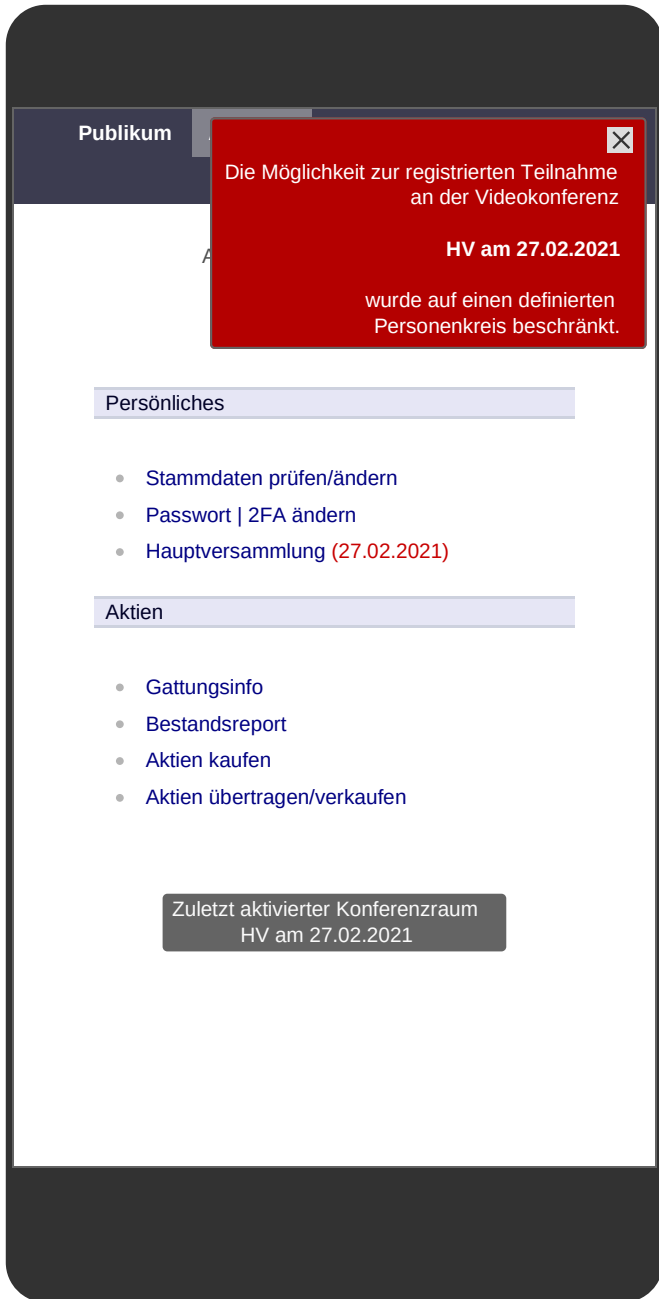 Publikum
Die Möglichkeit zur registrierten Teilnahme
an der Videokonferenz
HV am 27.02.2021
wurde auf einen definierten
Personenkreis beschränkt.
Persönliches
Stammdaten prüfen/ändern
Passwort | 2FA ändern
Hauptversammlung (27.02.2021)
Aktien
Gattungsinfo
Bestandsreport
Aktien kaufen
Aktien übertragen/verkaufen
Zuletzt aktivierter Konferenzraum
HV am 27.02.2021